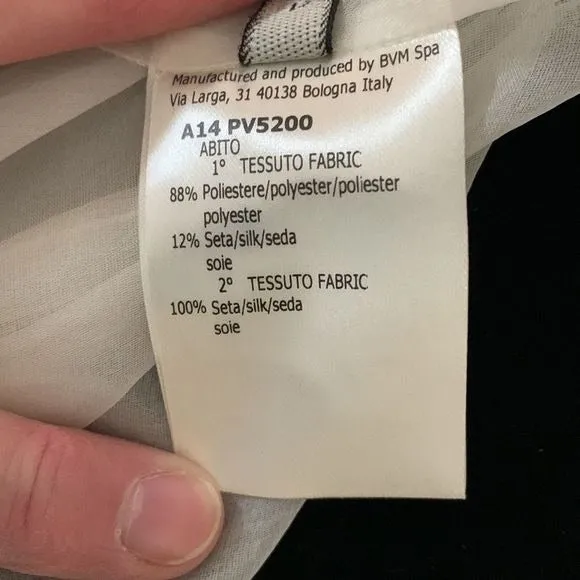 Manufactured and produced by BVM Spa
Via Larga, 31 40138 Bologna Italy
A14 PV5200
ABITO
1° TESSUTO FABRIC
88% Poliestere/polyester/poliester
polyester
12% Seta/silk/seda
soie
2° TESSUTO FABRIC
100% Seta/silk/seda
soie